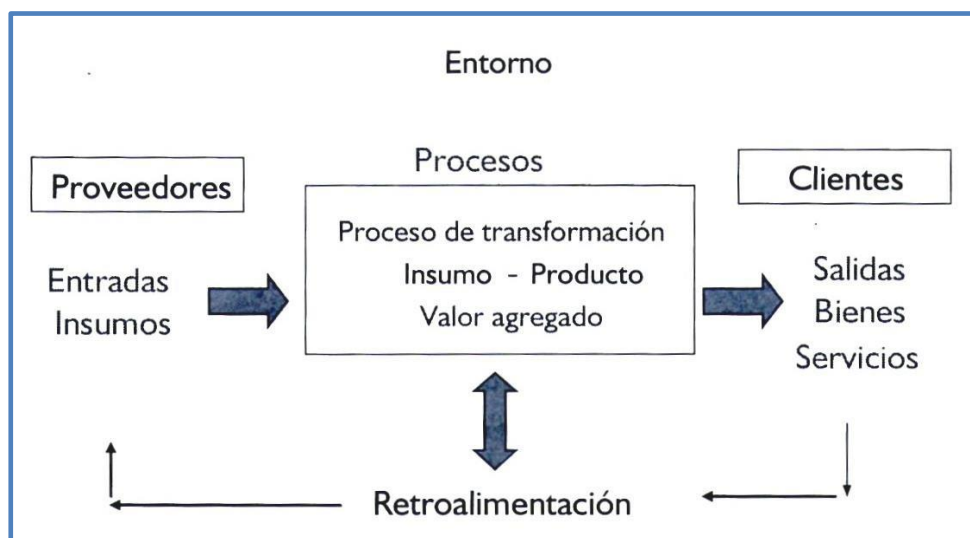 Entorno
Proveedores
Entradas
Insumos
Procesos
Proceso de transformación
Insumo - Producto
Valor agregado
Clientes
Salidas
Bienes
Servicios
Retroalimentación